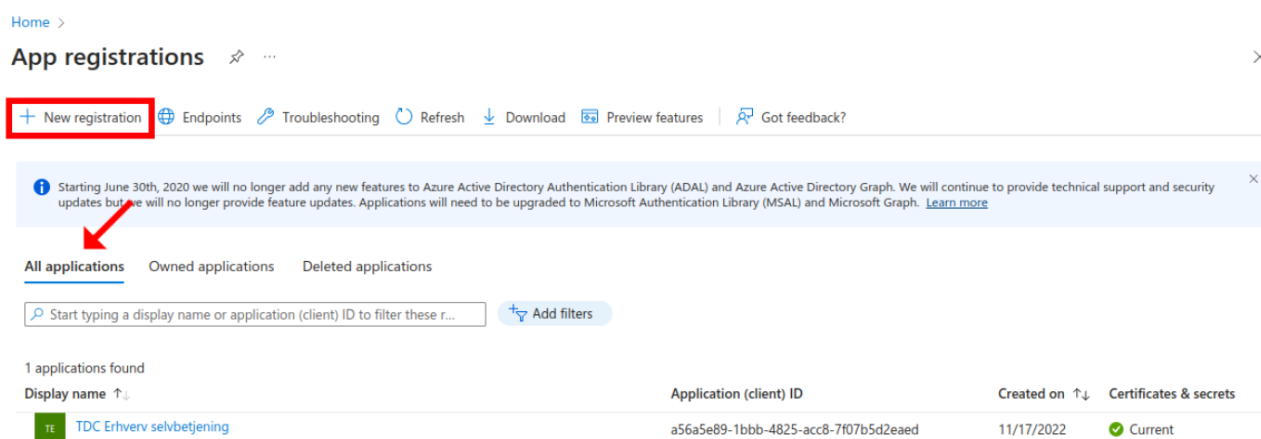 Home >
App registrations ...
New registration Endpoints Troubleshooting Refresh Download Preview features Got feedback?
Starting June 30th, 2020 we will no longer add any new features to Azure Active Directory Authentication Library (ADAL) and Azure Active Directory Graph. We will continue to provide technical support and security
updates but we will no longer provide feature updates. Applications will need to be upgraded to Microsoft Authentication Library (MSAL) and Microsoft Graph. Learn more
All applications Owned applications Deleted applications
Start typing a display name or application (client) ID to filter these r... Add filters
1 applications found
Display name Application (client) ID Created on Certificates & secrets
TE TDC Erhverv selvbetjening a56a5e89-1bbb-4825-acc8-7f07b5d2eaed 11/17/2022 Current